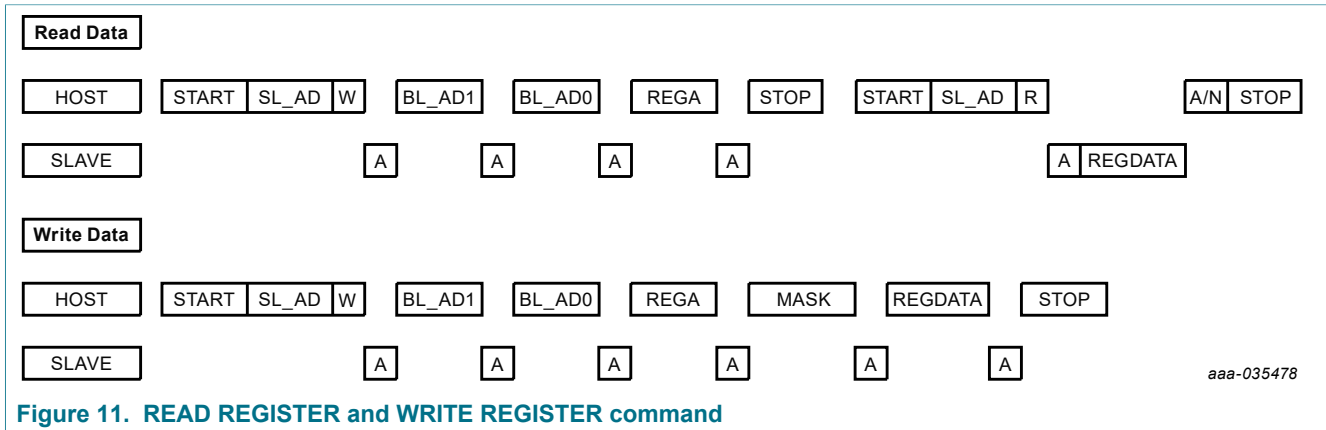 Read Data
HOST START SL_AD W BL_AD1 BL_AD0 REGA STOP START SL_AD R A/N STOP
SLAVE A A A A A REGDATA
Write Data
HOST START SL_AD W BL_AD1 BL_AD0 REGA MASK REGDATA STOP
SLAVE A A A A A A
aaa-035478
Figure 11. READ REGISTER and WRITE REGISTER command